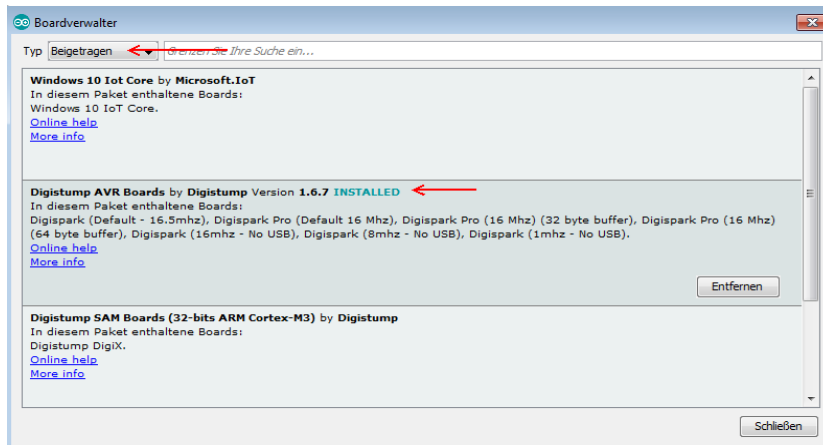 Boardverwalter
Typ Beigetragen Grenzen Sie Ihre Suche ein...
Windows 10 Iot Core by Microsoft.IoT
In diesem Paket enthaltene Boards:
Windows 10 IoT Core.
Online help
More info
Digistump AVR Boards by Digistump Version 1.6.7 INSTALLED
In diesem Paket enthaltene Boards:
Digispark (Default - 16.5mhz), Digispark Pro (Default 16 Mhz), Digispark Pro (16 Mhz) (32 byte buffer), Digispark Pro (16 Mhz)
(64 byte buffer), Digispark (16mhz - No USB), Digispark (8mhz - No USB), Digispark (1mhz - No USB).
Online help
More info
Entfernen
Digistump SAM Boards (32-bits ARM Cortex-M3) by Digistump
In diesem Paket enthaltene Boards:
Digistump DigiX.
Online help
More info
Schließen